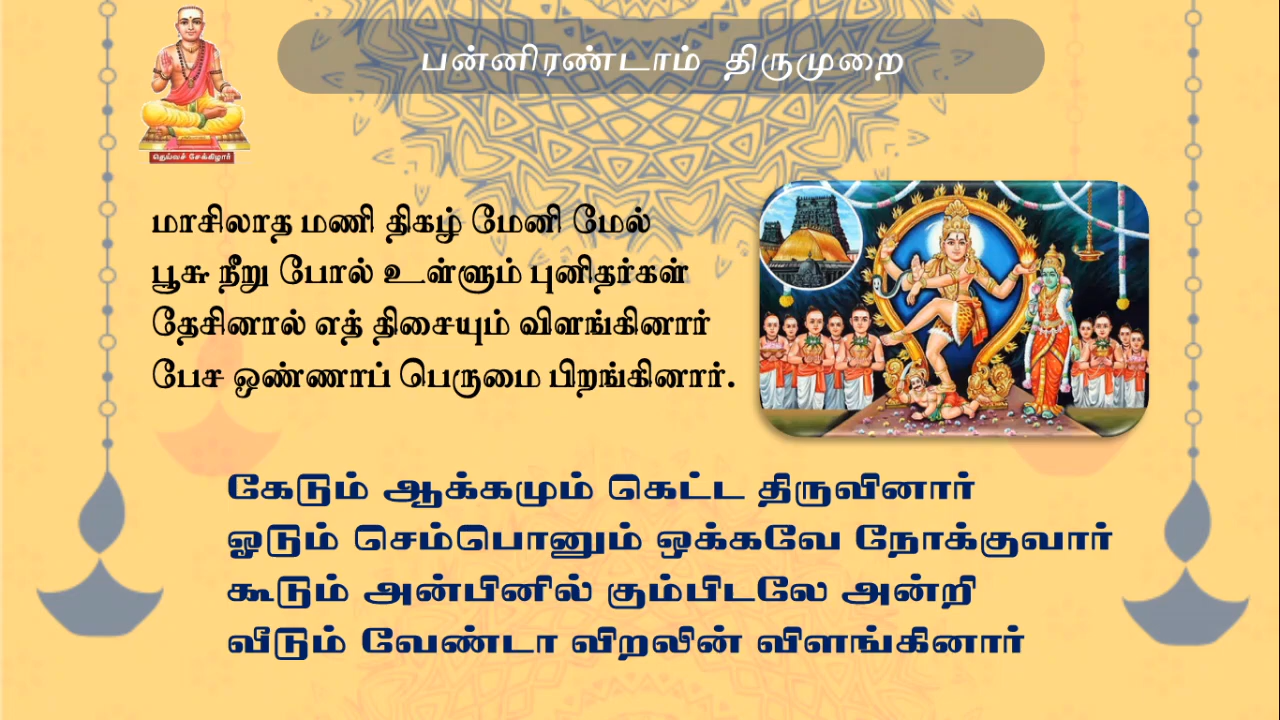 பன்னிரண்டாம் திருமுறை
தெய்வச் சேக்கிழார்
மாசிலாத மணி திகழ் மேனி மேல்
பூசு நீறு போல் உள்ளும் புனிதர்கள்
தேசினால் எத் திசையும் விளங்கினார்
பேச ஒண்ணாப் பெருமை பிறங்கினார்.
கேடும் ஆக்கமும் கெட்ட திருவினார்
ஓடும் செம்பொனும் ஒக்கவே நோக்குவார்
கூடும் அன்பினில் கும்பிடலே அன்றி
வீடும் வேண்டா விறலின் விளங்கினார்